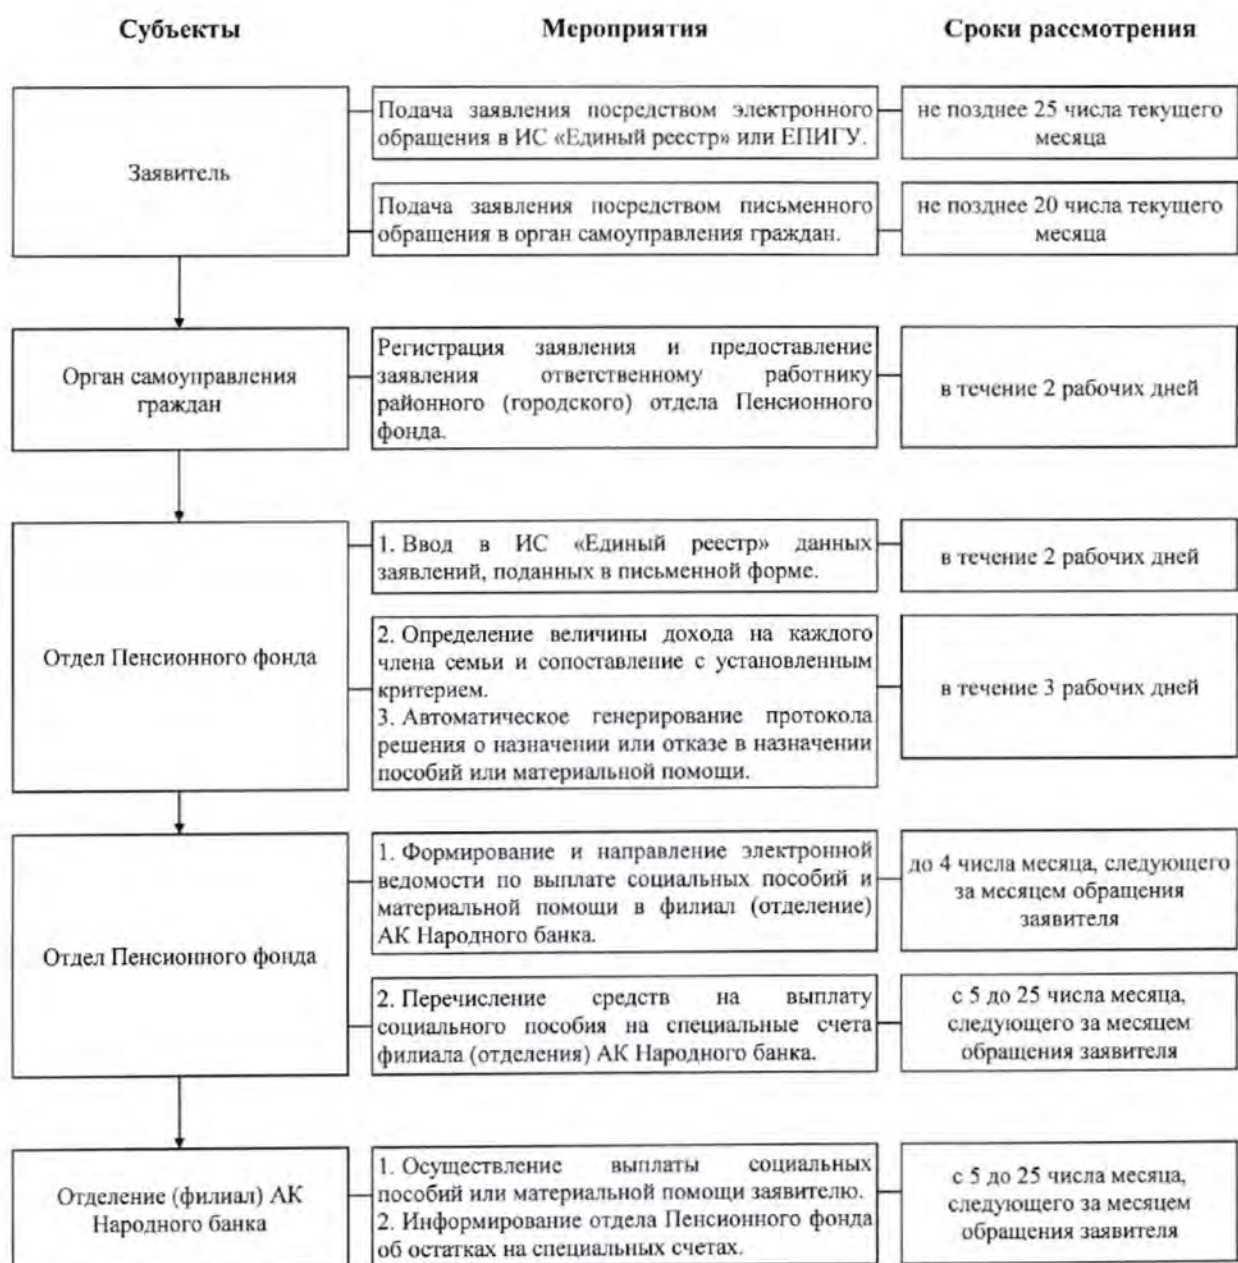 Субъекты
Мероприятия
Сроки рассмотрения
Заявитель
Подача заявления посредством электронного
обращения в ИС «Единый реестр» или ЕПИГУ.
не позднее 25 числа текущего
месяца
Подача заявления посредством письменного
обращения в орган самоуправления граждан.
не позднее 20 числа текущего
месяца
Орган самоуправления
граждан
Регистрация заявления и предоставление
заявления ответственному работнику
районного (городского) отдела Пенсионного
фонда.
в течение 2 рабочих дней
Отдел Пенсионного фонда
1. Ввод в ИС «Единый реестр» данных
заявлений, поданных в письменной форме.
в течение 2 рабочих дней
2. Определение величины дохода на каждого
члена семьи и сопоставление с установленным
критерием.
3. Автоматическое генерирование протокола
решения о назначении или отказе в назначении
пособий или материальной помощи.
в течение 3 рабочих дней
Отдел Пенсионного фонда
1. Формирование и направление электронной
ведомости по выплате социальных пособий и
материальной помощи в филиал (отделение)
АК Народного банка.
до 4 числа месяца, следующего
за месяцем обращения
заявителя
2. Перечисление средств на выплату
социального пособия на специальные счета
филиала (отделения) АК Народного банка.
с 5 до 25 числа месяца,
следующего за месяцем
обращения заявителя
Отделение (филиал) АК
Народного банка
1. Осуществление выплаты социальных
пособий или материальной помощи заявителю.
2. Информирование отдела Пенсионного фонда
об остатках на специальных счетах.
с 5 до 25 числа месяца,
следующего за месяцем
обращения заявителя